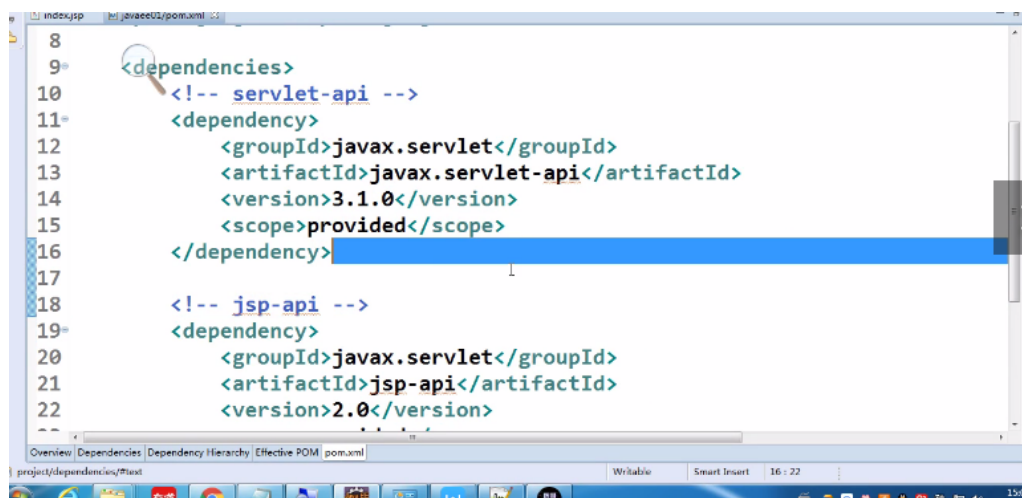 index.jsp
javaee01/pom.xml
8
9 <dependencies>
10 <!-- servlet-api -->
11 <dependency>
12 <groupId>javax.servlet</groupId>
13 <artifactId>javax.servlet-api</artifactId>
14 <version>3.1.0</version>
15 <scope>provided</scope>
16 </dependency>
17
18 <!-- jsp-api -->
19 <dependency>
20 <groupId>javax.servlet</groupId>
21 <artifactId>jsp-api</artifactId>
22 <version>2.0</version>
Overview Dependencies Dependency Hierarchy Effective POM pom.xml
project/dependencies/#text Writable Smart Insert 16 : 22